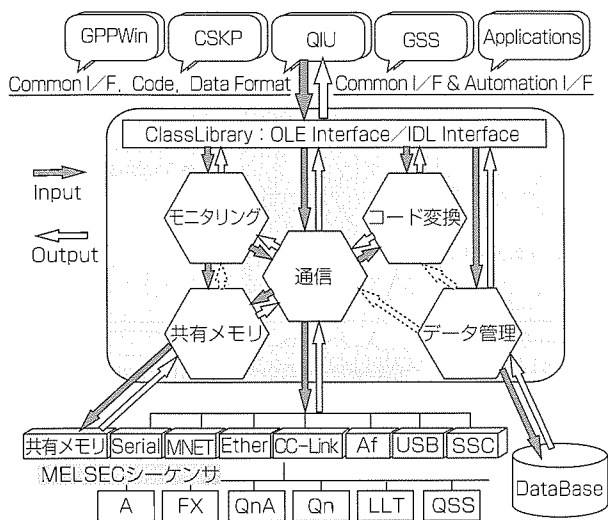 GPPWin
CSKP
QIU
GSS
Applications
Common I/F, Code, Data Format
Common I/F & Automation I/F
ClassLibrary：OLE Interface／IDL Interface
Input
Output
モニタリング
コード変換
通信
共有メモリ
データ管理
共有メモリ
Serial
MNET
Ether
CC-Link
Af
USB
SSC
MELSECシーケンサ
DataBase
A
FX
QnA
Qn
LLT
QSS